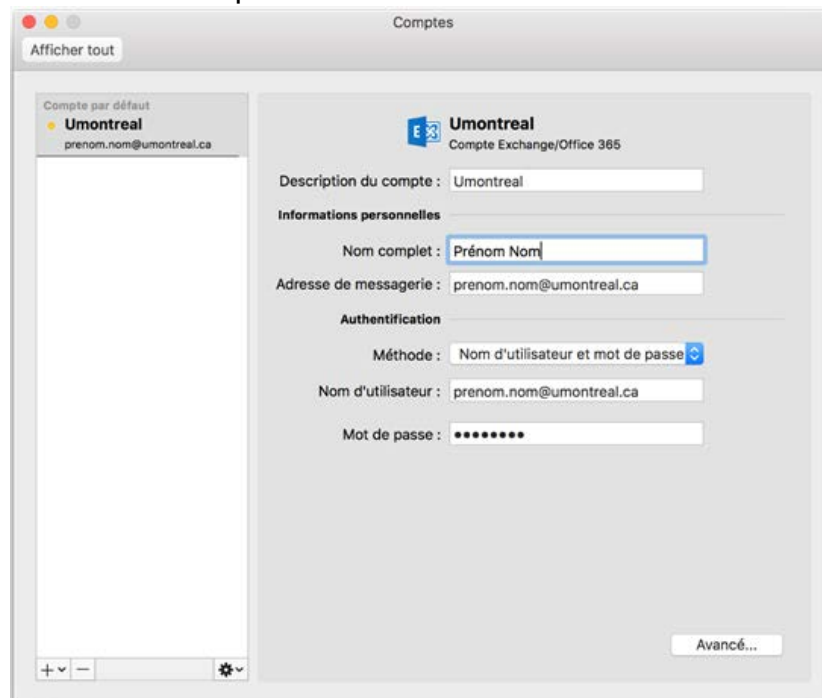 Comptes
Afficher tout
Compte par défaut
Umontreal
prenom.nom@umontreal.ca
Umontreal
Compte Exchange/Office 365
Description du compte : Umontreal
Informations personnelles
Nom complet : Prénom Nom
Adresse de messagerie : prenom.nom@umontreal.ca
Authentification
Méthode : Nom d'utilisateur et mot de passe
Nom d'utilisateur : prenom.nom@umontreal.ca
Mot de passe : ••••••••
Avancé...